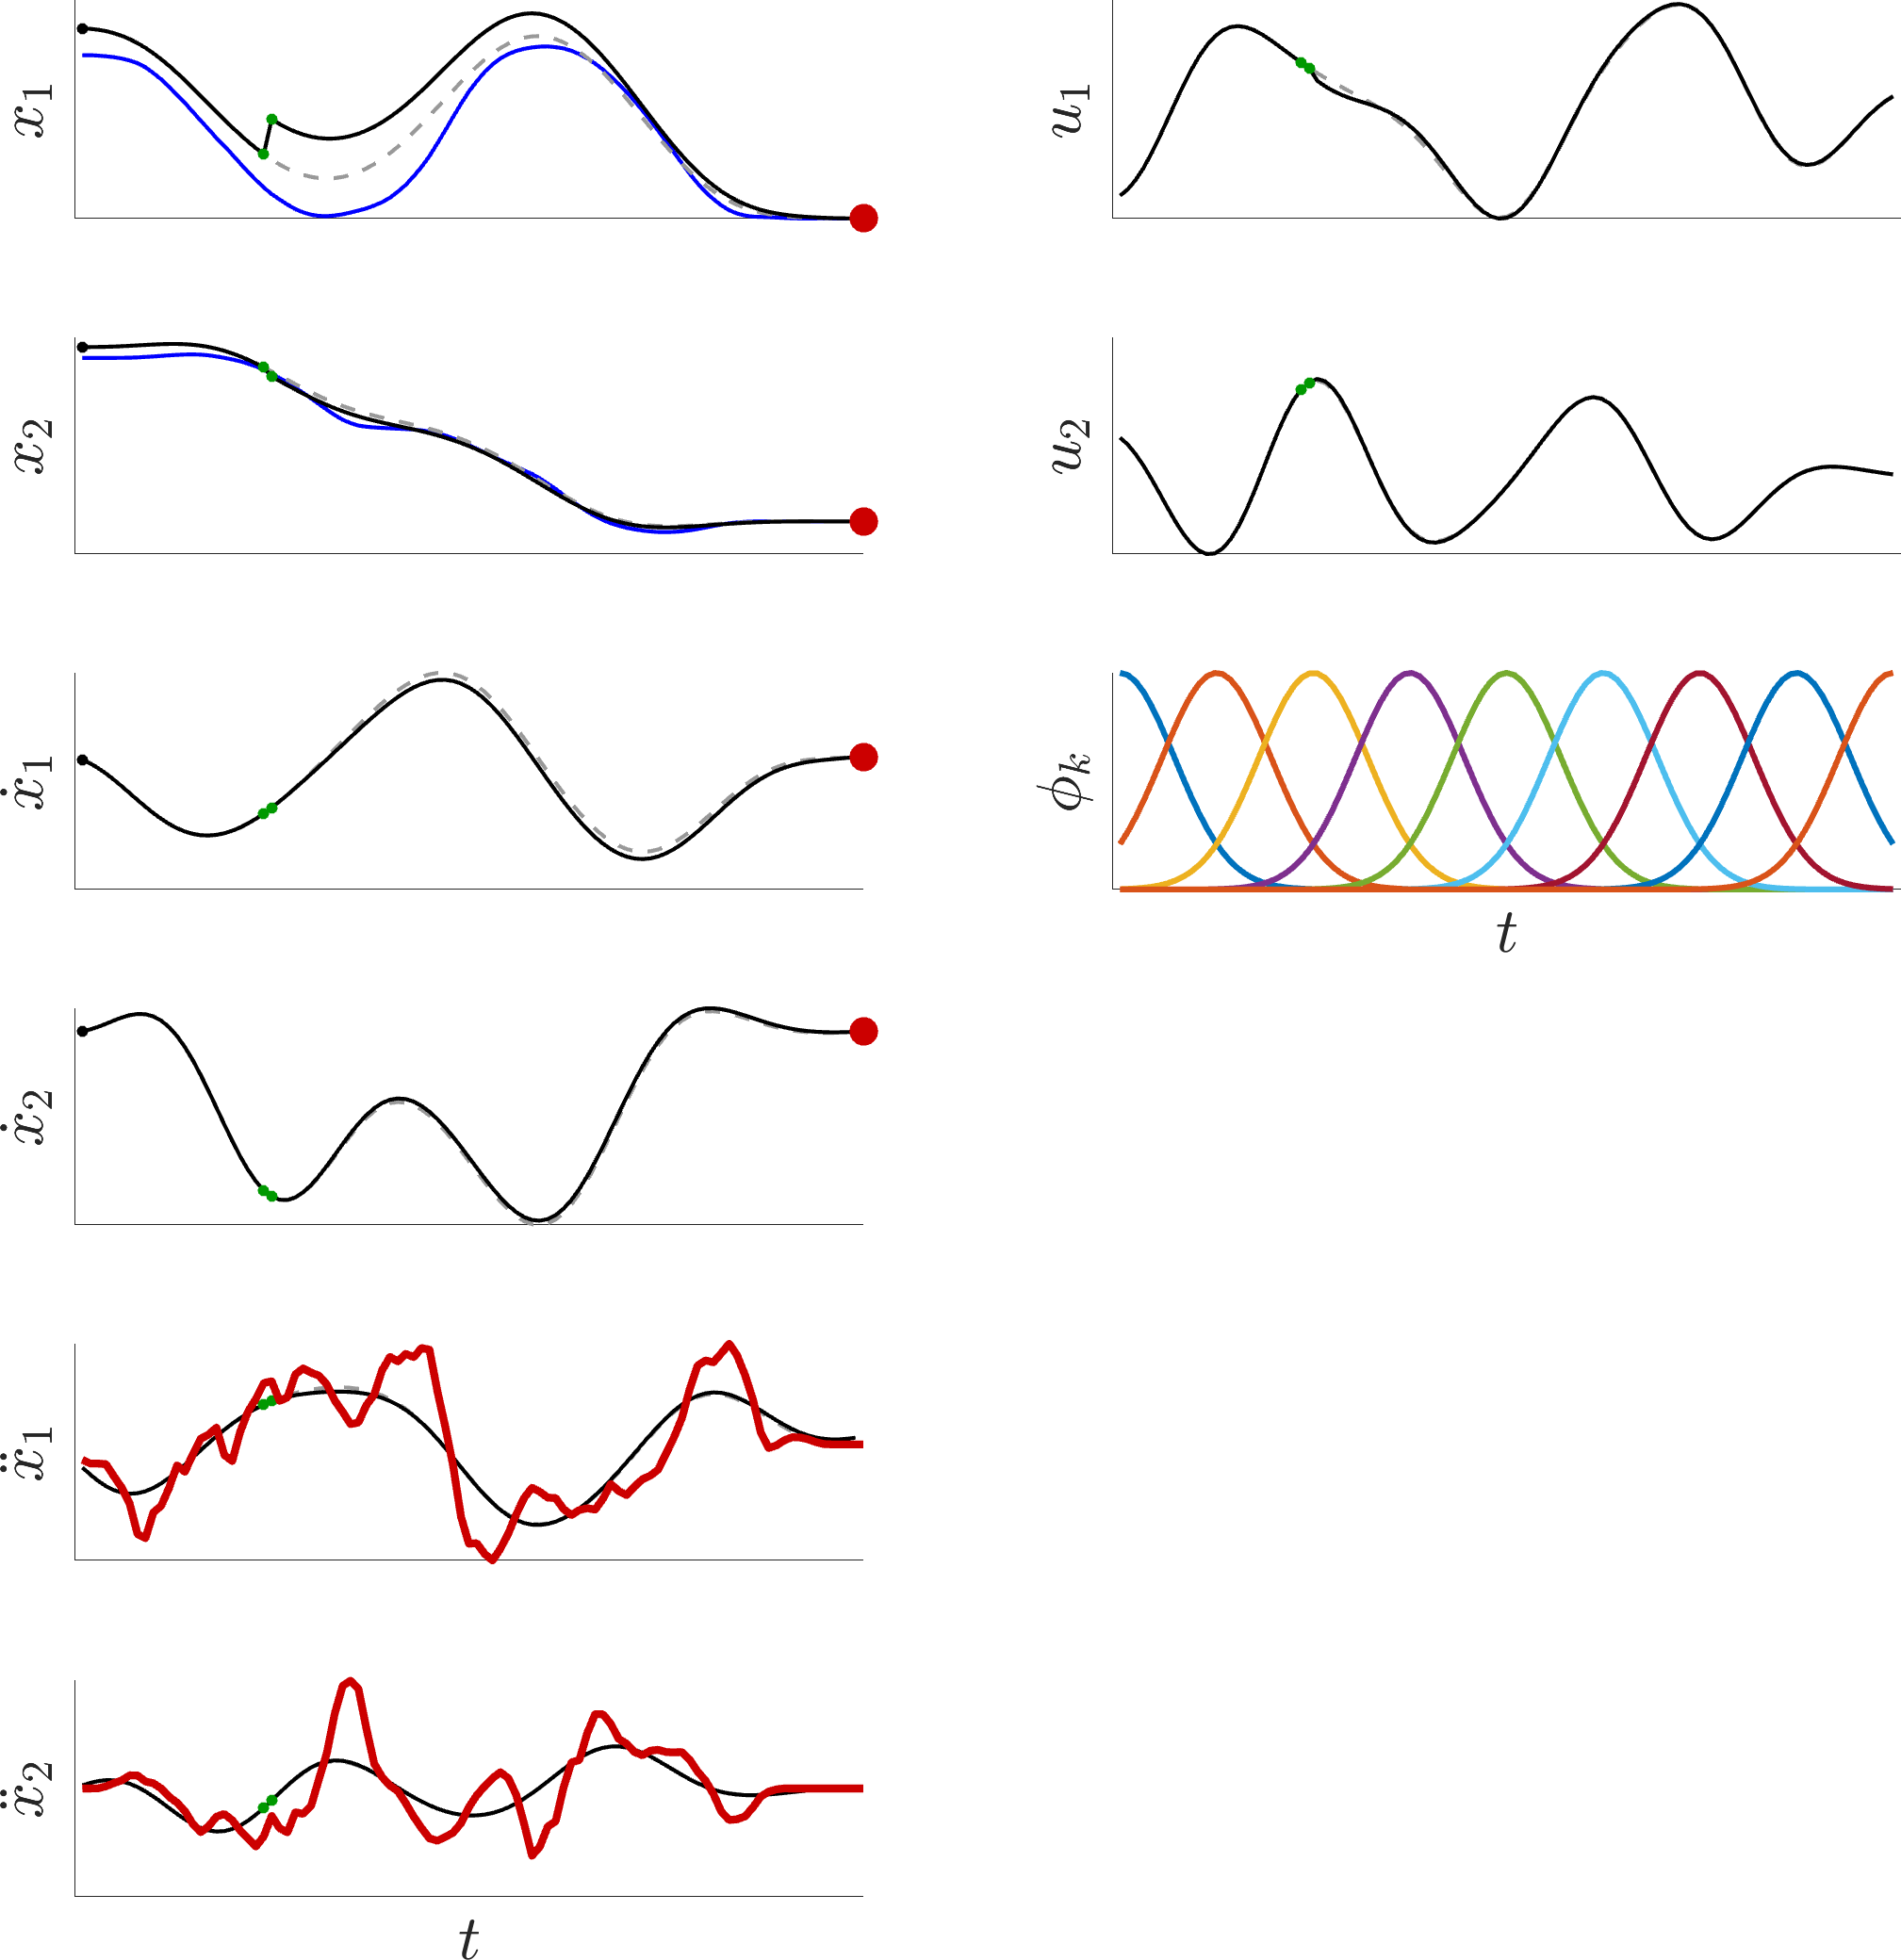 x₁
x₂
ẋ₁
ẋ₂
ẍ₁
ẍ₂
t
u₁
u₂
ϕₖ
t